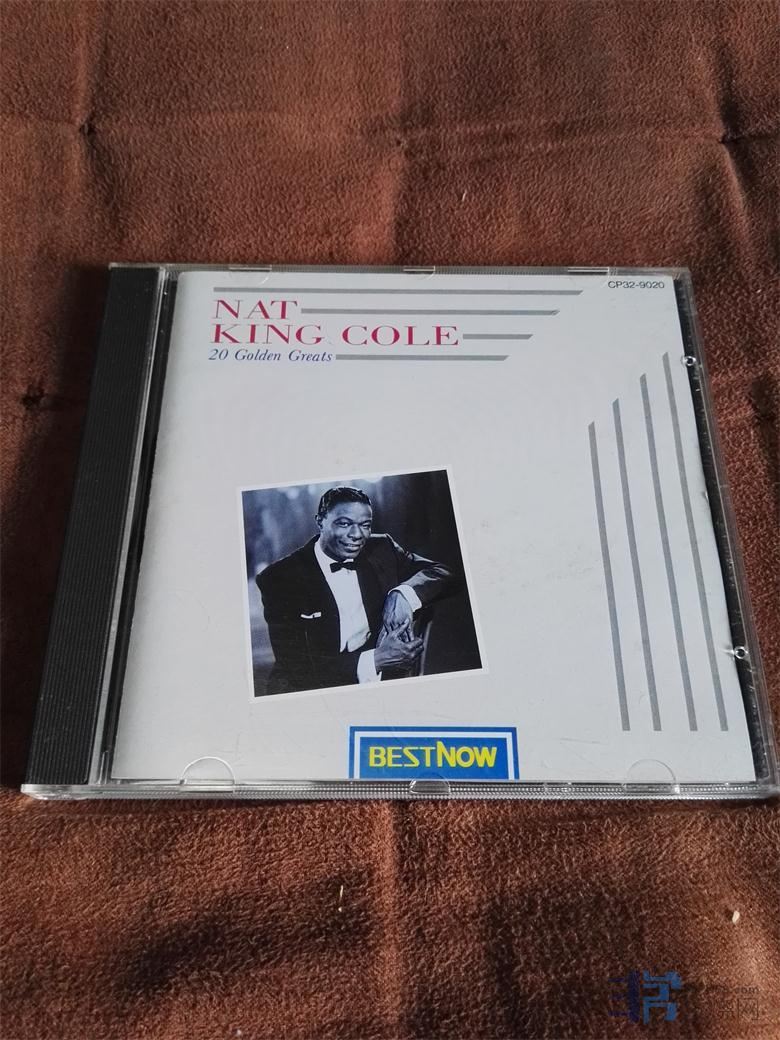 CP32-9020
NAT
KING COLE
20 Golden Greats
BESTNOW